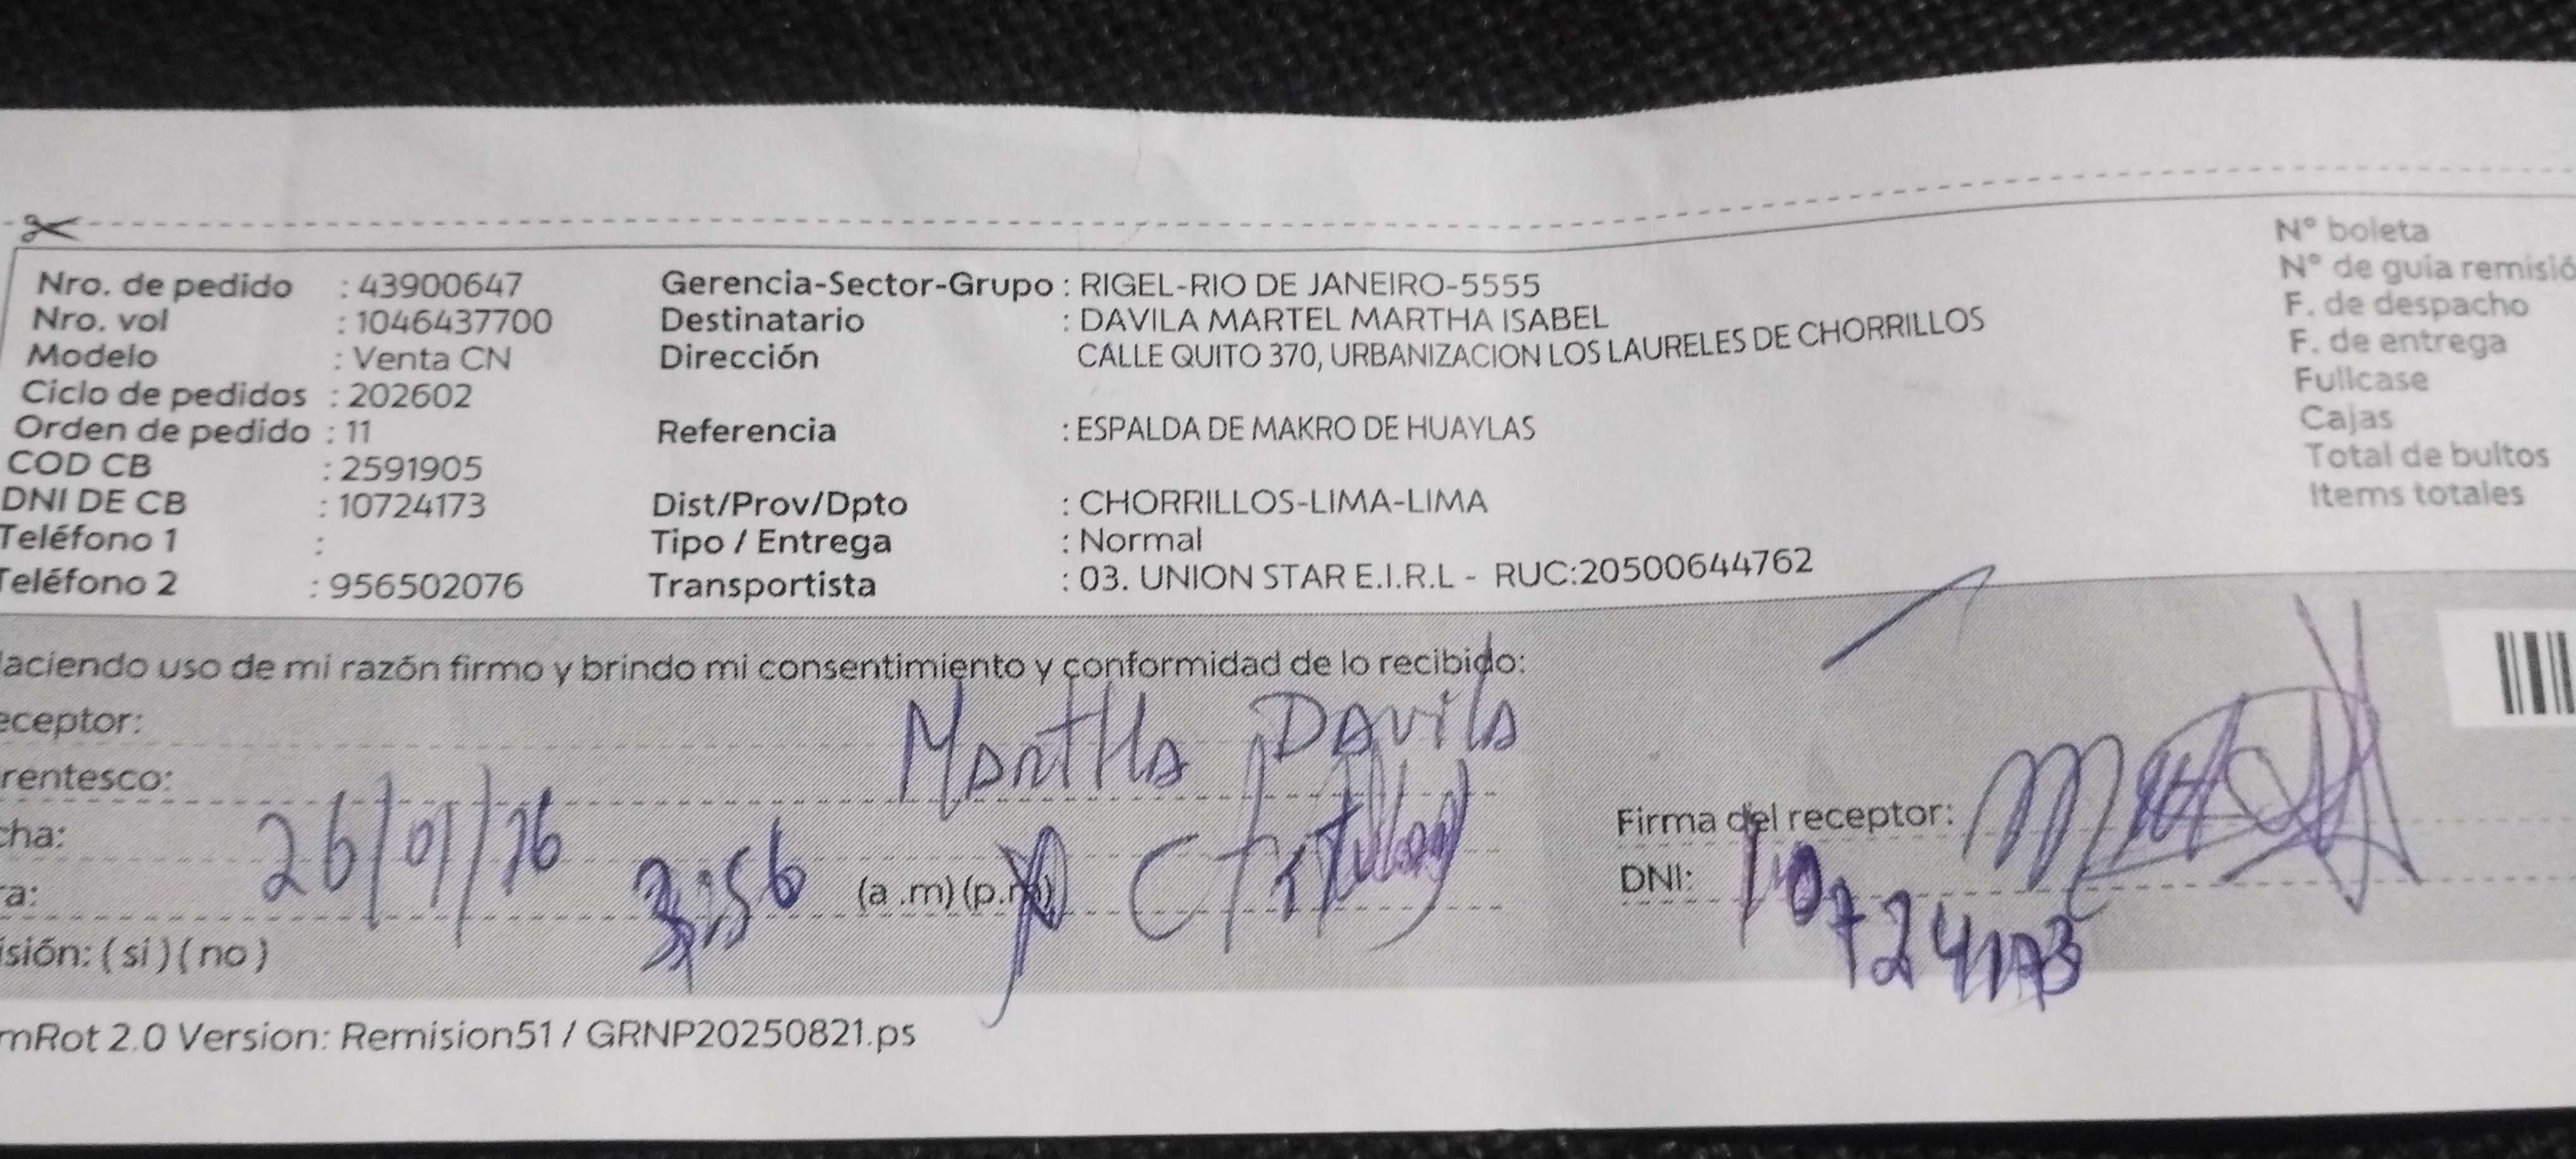 Nro. de pedido : 43900647
Nro. vol : 1046437700
Modelo : Venta CN
Ciclo de pedidos : 202602
Orden de pedido : 11
COD CB : 2591905
DNI DE CB : 10724173
Teléfono 1 :
Teléfono 2 : 956502076
Gerencia-Sector-Grupo : RIGEL-RIO DE JANEIRO-5555
Destinatario : DAVILA MARTEL MARTHA ISABEL
Dirección CALLE QUITO 370, URBANIZACION LOS LAURELES DE CHORRILLOS
Referencia : ESPALDA DE MAKRO DE HUAYLAS
Dist/Prov/Dpto : CHORRILLOS-LIMA-LIMA
Tipo / Entrega : Normal
Transportista : 03. UNION STAR E.I.R.L - RUC:20500644762
N° boleta
N° de guía remisió
F. de despacho
F. de entrega
Fullcase
Cajas
Total de bultos
Items totales
aciendo uso de mi razón firmo y brindo mi consentimiento y conformidad de lo recibido:
eceptor: Martha Davila
rentesco:
cha: 26/01/26
ra: 3:56 (a .m) (p.m)
isión: ( si ) ( no )
Firma del receptor:
DNI: 10724173
mRot 2.0 Version: Remision51 / GRNP20250821.ps